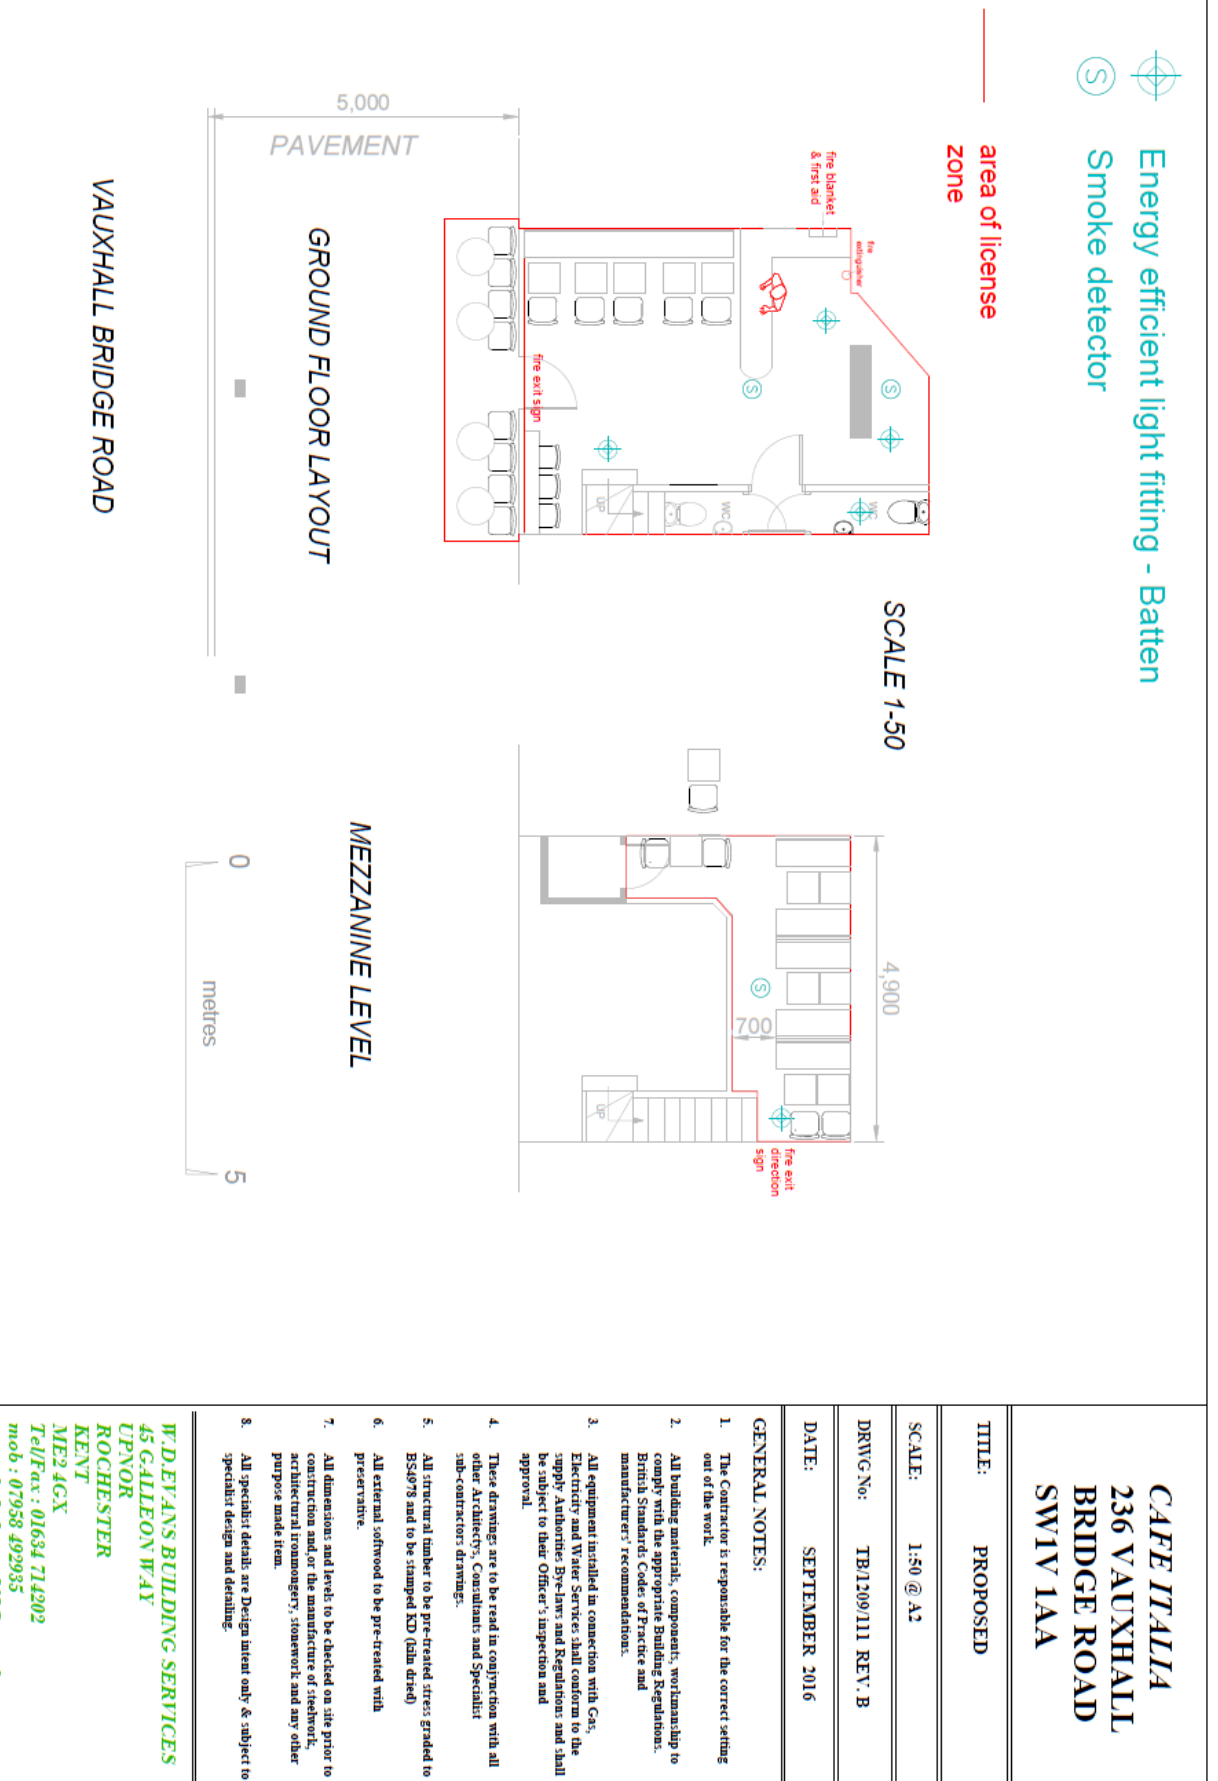 Energy efficient light fitting - Batten
S
Smoke detector
area of license
zone
SCALE 1-50
fire blanket
& first aid
fire
extinguisher
S
S
fire exit sign
UP
WC
WC
5,000
PAVEMENT
GROUND FLOOR LAYOUT
VAUXHALL BRIDGE ROAD
4,900
700
S
UP
fire exit
direction
sign
MEZZANINE LEVEL
0
5
metres
CAFE ITALIA
236 VAUXHALL
BRIDGE ROAD
SW1V 1AA
TITLE: PROPOSED
SCALE: 1:50 @ A2
DRWG No: TB/1209/111 REV. B
DATE: SEPTEMBER 2016
GENERAL NOTES:
1. The Contractor is responsable for the correct setting
out of the work.
2. All building materials, components, workmanship to
comply with the appropriate Building Regulations.
British Standards Codes of Practice and
manufacturers' recommendations.
3. All equipment installed in connection with Gas,
Electricity and Water Services shall conform to the
supply Authorities Bye-laws and Regulations and shall
be subject to their Officer's inspection and
approval.
4. These drawings are to be read in conjynction with all
other Architectys, Consultants and Specialist
sub-contractors drawings.
5. All structural timber to be pre-treated stress graded to
BS4978 and to be stamped KD (kiln dried)
6. All external softwood to be pre-treated with
preservative.
7. All dimensions and levels to be checked on site prior to
construction and,or the manufacture of steelwork,
acrhitectural ironmongery, stonework and any other
purpose made item.
8. All specialist details are Design intent only & subject to
specialist design and detailing.
W.D.EVANS BUILDING SERVICES
45 GALLEON WAY
UPNOR
ROCHESTER
KENT
ME2 4GX
Tel/Fax : 01634 714202
mob : 07958 492935